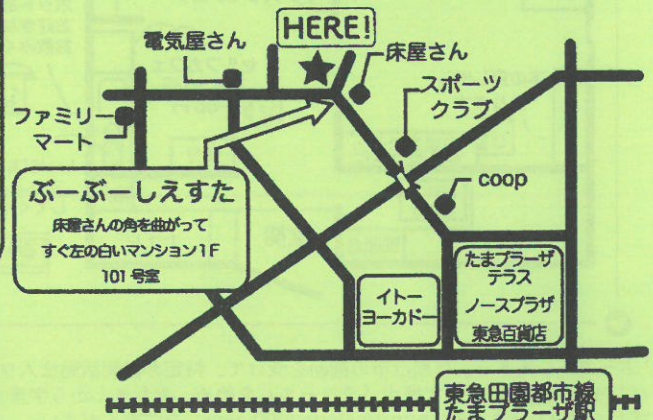 HERE!
電気屋さん
床屋さん
スポーツ
クラブ
ファミリー
マート
ぶーぶーしえすた
床屋さんの角を曲がって
すぐ左の白いマンション1F
101号室
coop
イトー
ヨーカドー
たまプラーザ
テラス
ノースプラザ
東急百貨店
東急田園都市線
たまプラーザ駅